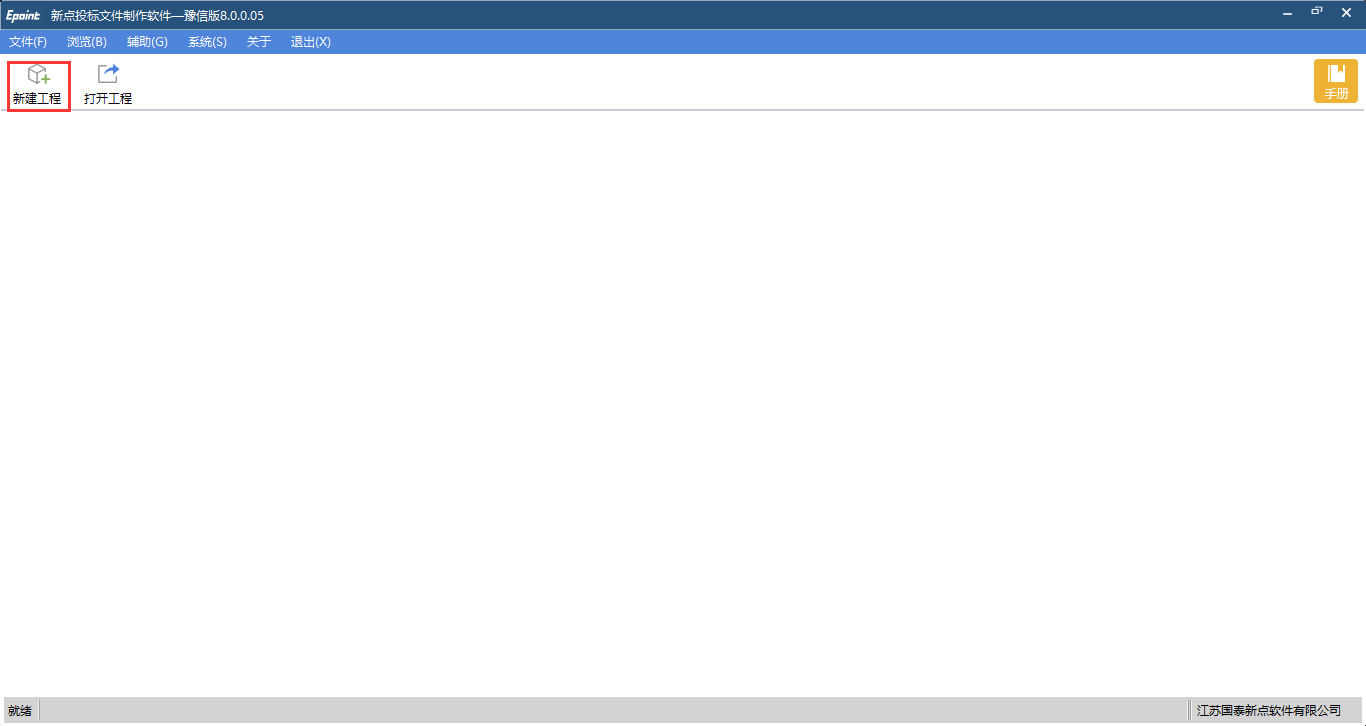 Epoint 新点投标文件制作软件—豫信版8.0.0.05
文件(F) 浏览(B) 辅助(G) 系统(S) 关于 退出(X)
新建工程 打开工程 手册
就绪 江苏国泰新点软件有限公司